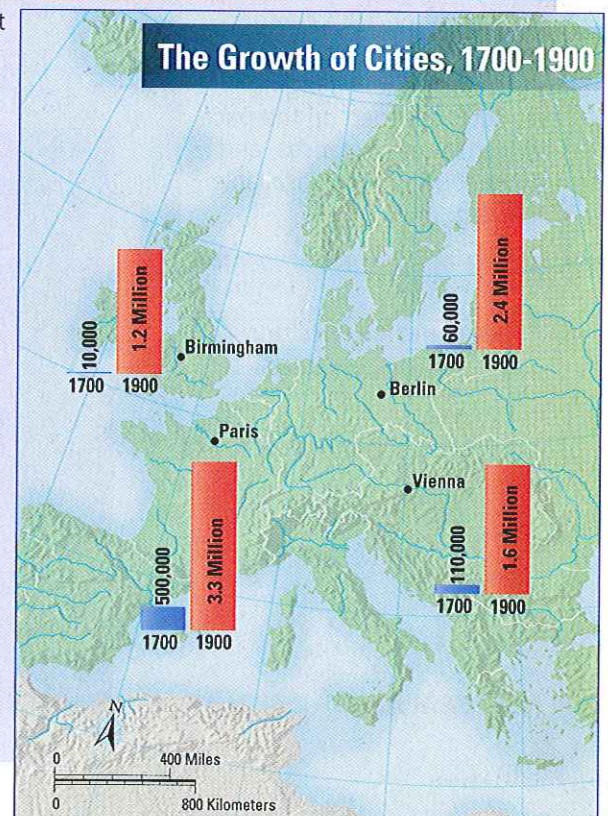 t
The Growth of Cities, 1700-1900
10,000
1.2 Million
1700 1900
Birmingham
60,000
2.4 Million
1700 1900
Berlin
Paris
Vienna
500,000
3.3 Million
1700 1900
110,000
1.6 Million
1700 1900
N
0 400 Miles
0 800 Kilometers